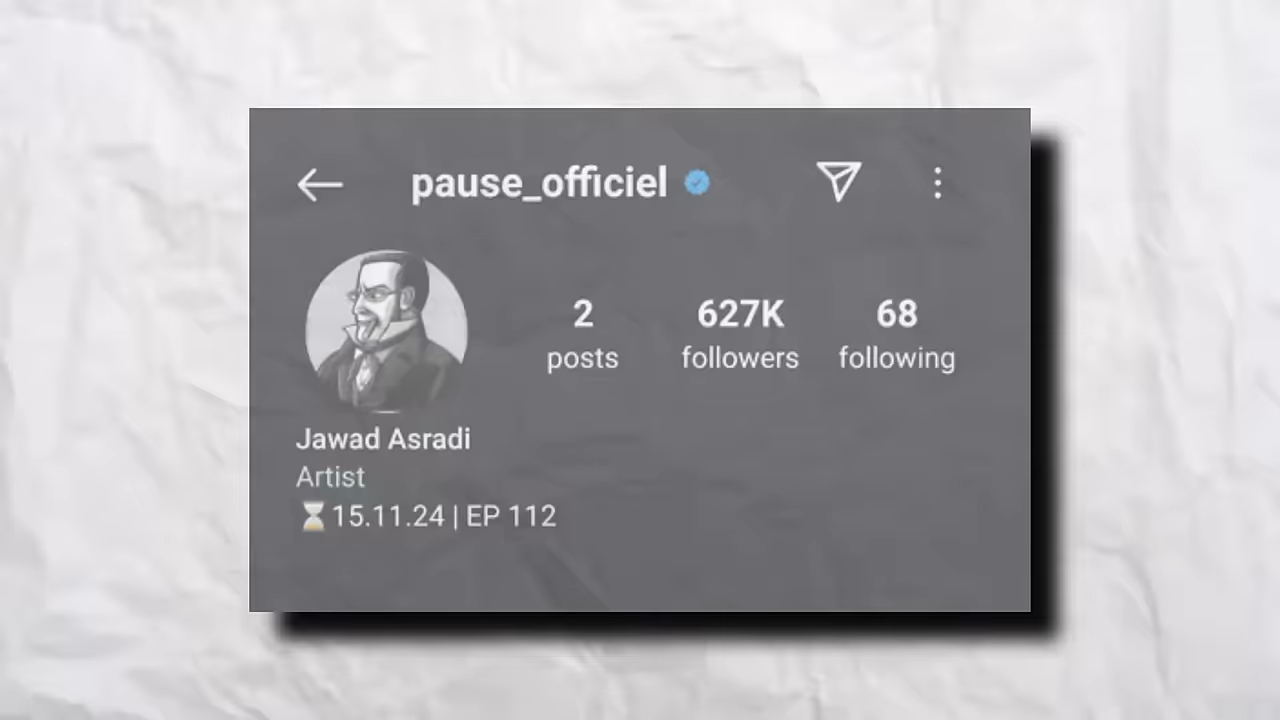 pause_officiel
2 627K 68
posts followers following
Jawad Asradi
Artist
⏳15.11.24 | EP 112